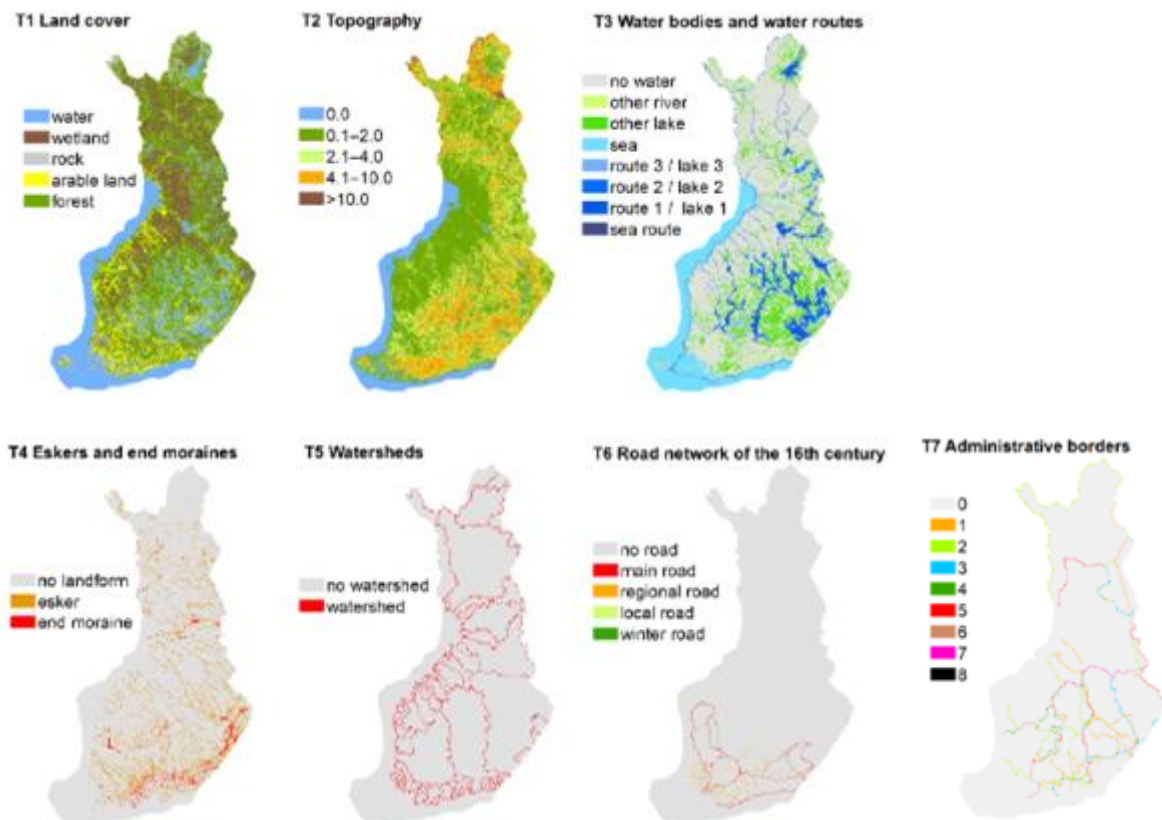 T1 Land cover
water
wetland
rock
arable land
forest
T2 Topography
0.0
0.1–2.0
2.1–4.0
4.1–10.0
>10.0
T3 Water bodies and water routes
no water
other river
other lake
sea
route 3 / lake 3
route 2 / lake 2
route 1 / lake 1
sea route
T4 Eskers and end moraines
no landform
esker
end moraine
T5 Watersheds
no watershed
watershed
T6 Road network of the 16th century
no road
main road
regional road
local road
winter road
T7 Administrative borders
0
1
2
3
4
5
6
7
8